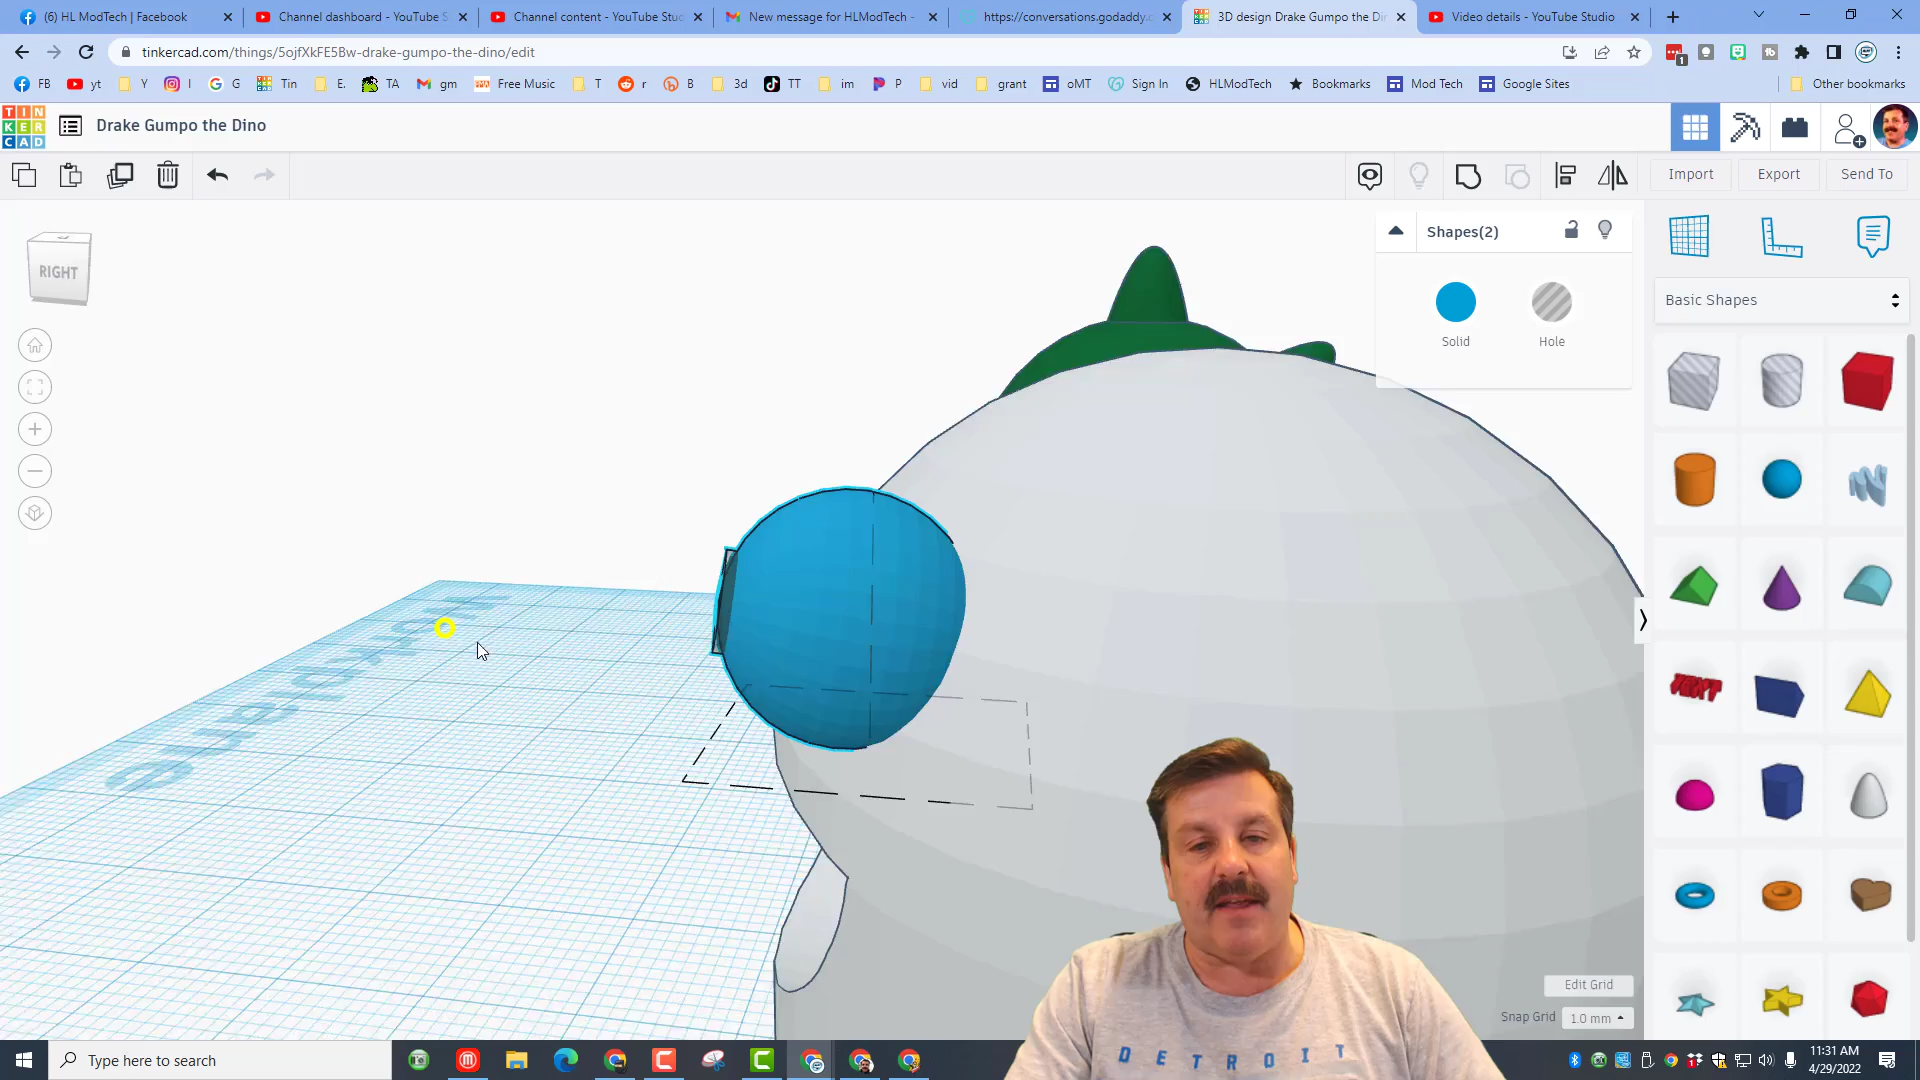 (6) HL ModTech | Facebook
Channel dashboard - YouTube S
Channel content - YouTube Stu
New message for HLModTech -
https://conversations.godaddy.c
3D design Drake Gumpo the Di
Video details - YouTube Studio
tinkercad.com/things/5ojfXkFE5Bw-drake-gumpo-the-dino/edit
1
FB
yt
Y
I
G
Tin
E.
TA
gm
Free Music
T
r
B
3d
TT
im
P
vid
grant
oMT
Sign In
HLModTech
Bookmarks
Mod Tech
Google Sites
Other bookmarks
TIN
KER
CAD
Drake Gumpo the Dino
Import
Export
Send To
RIGHT
Shapes(2)
Solid
Hole
Basic Shapes
TEXT
Workplane
Edit Grid
Snap Grid
1.0 mm
DETROIT
Type here to search
11:31 AM
4/29/2022